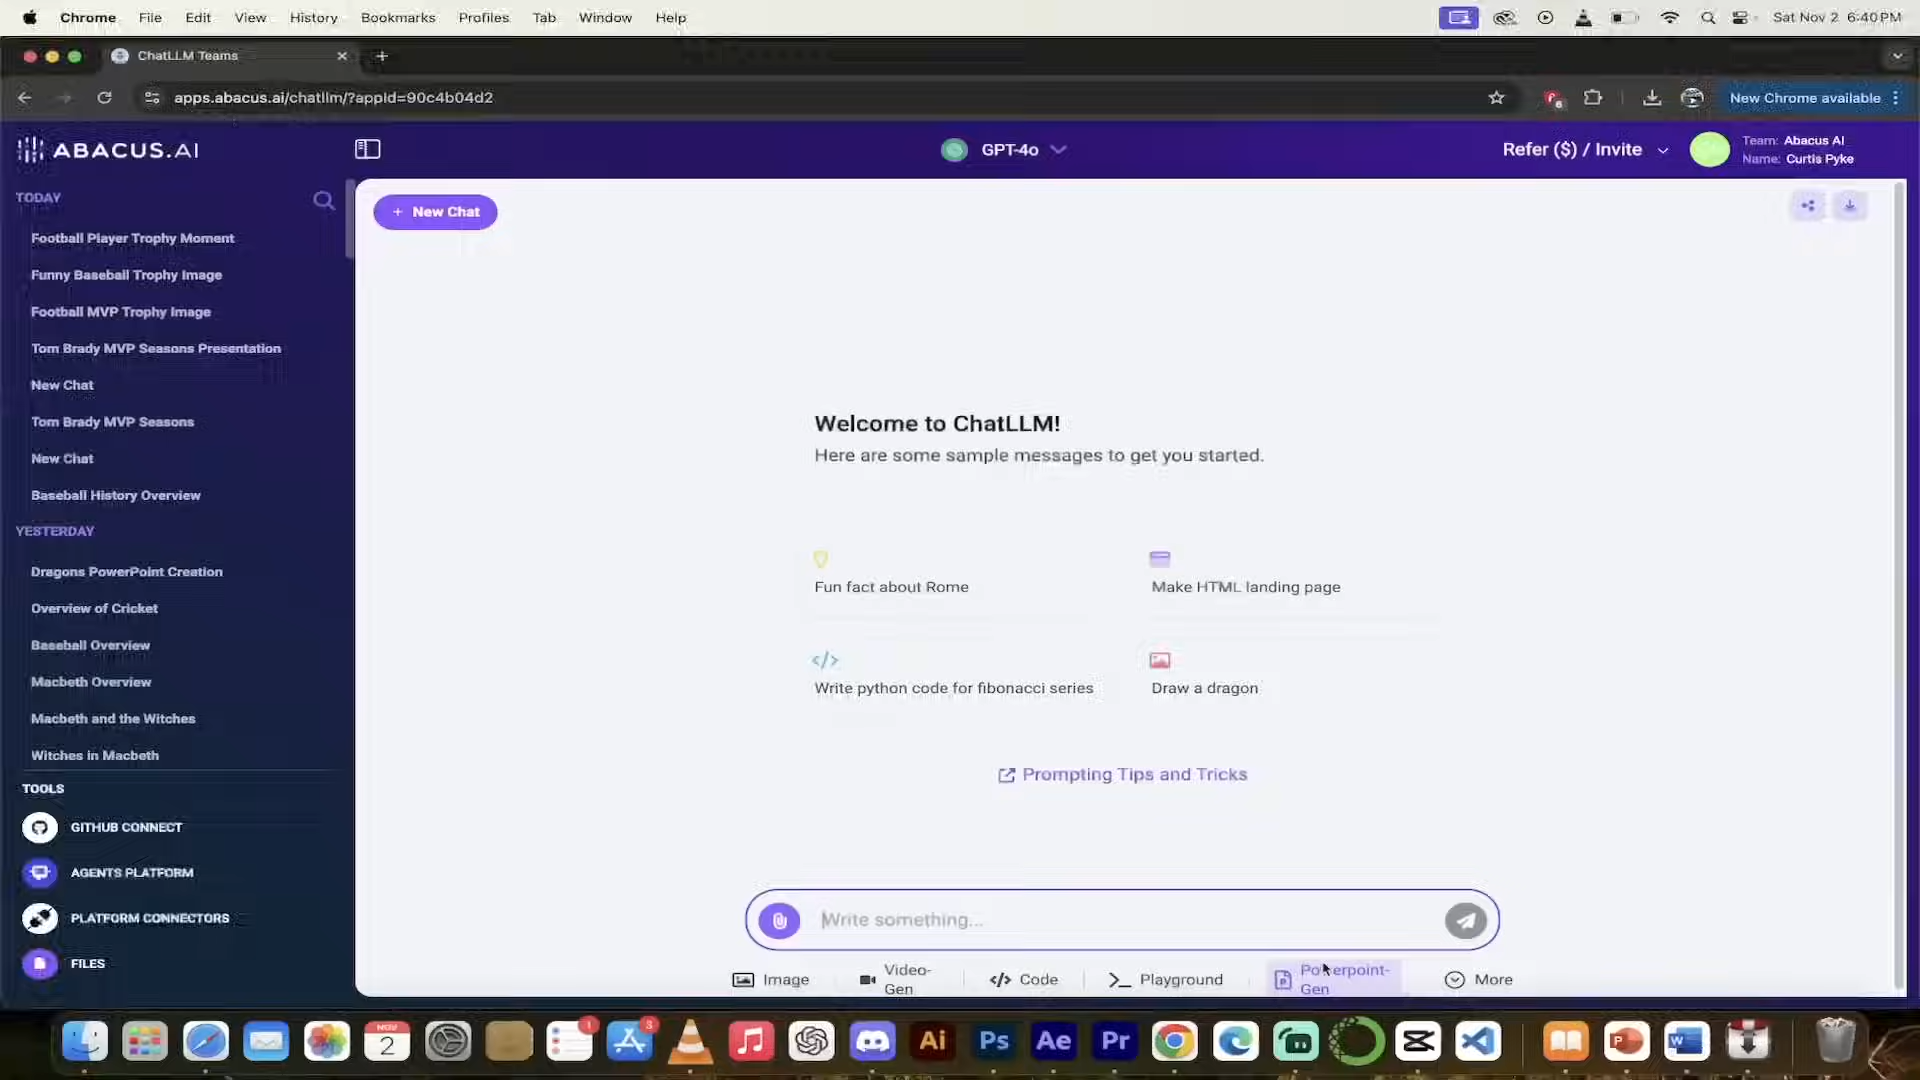 Chrome File Edit View History Bookmarks Profiles Tab Window Help Sat Nov 2 6:40 PM
ChatLLM Teams
apps.abacus.ai/chatllm/?appId=90c4b04d2 6 New Chrome available
ABACUS.AI GPT-4o Refer ($) / Invite Team: Abacus AI
Name: Curtis Pyke
TODAY
+ New Chat
Football Player Trophy Moment
Funny Baseball Trophy Image
Football MVP Trophy Image
Tom Brady MVP Seasons Presentation
New Chat
Tom Brady MVP Seasons
New Chat
Baseball History Overview
YESTERDAY
Dragons PowerPoint Creation
Overview of Cricket
Baseball Overview
Macbeth Overview
Macbeth and the Witches
Witches in Macbeth
TOOLS
GITHUB CONNECT
AGENTS PLATFORM
PLATFORM CONNECTORS
FILES
Welcome to ChatLLM!
Here are some sample messages to get you started.
Fun fact about Rome Make HTML landing page
</>
Write python code for fibonacci series Draw a dragon
Prompting Tips and Tricks
Write something...
Image Video-Gen </> Code >_ Playground Powerpoint-Gen More
NOV
2 1 3 Ai Ps Ae Pr P W